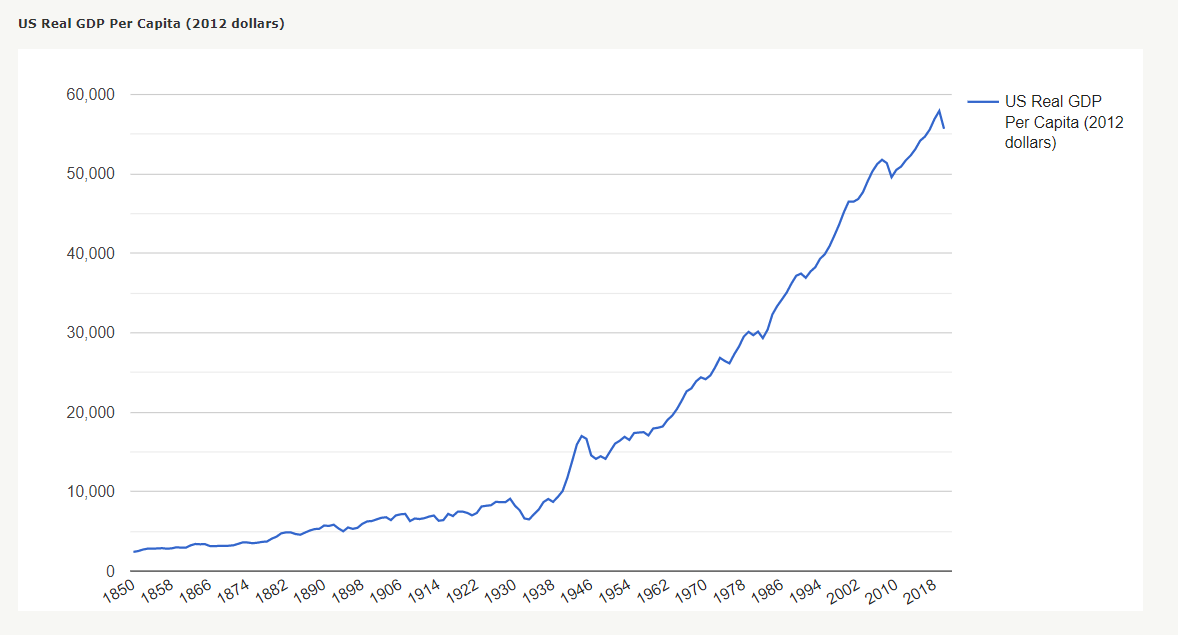 US Real GDP Per Capita (2012 dollars)
60,000
50,000
40,000
30,000
20,000
10,000
0
US Real GDP
Per Capita (2012
dollars)
1850 1858 1866 1874 1882 1890 1898 1906 1914 1922 1930 1938 1946 1954 1962 1970 1978 1986 1994 2002 2010 2018